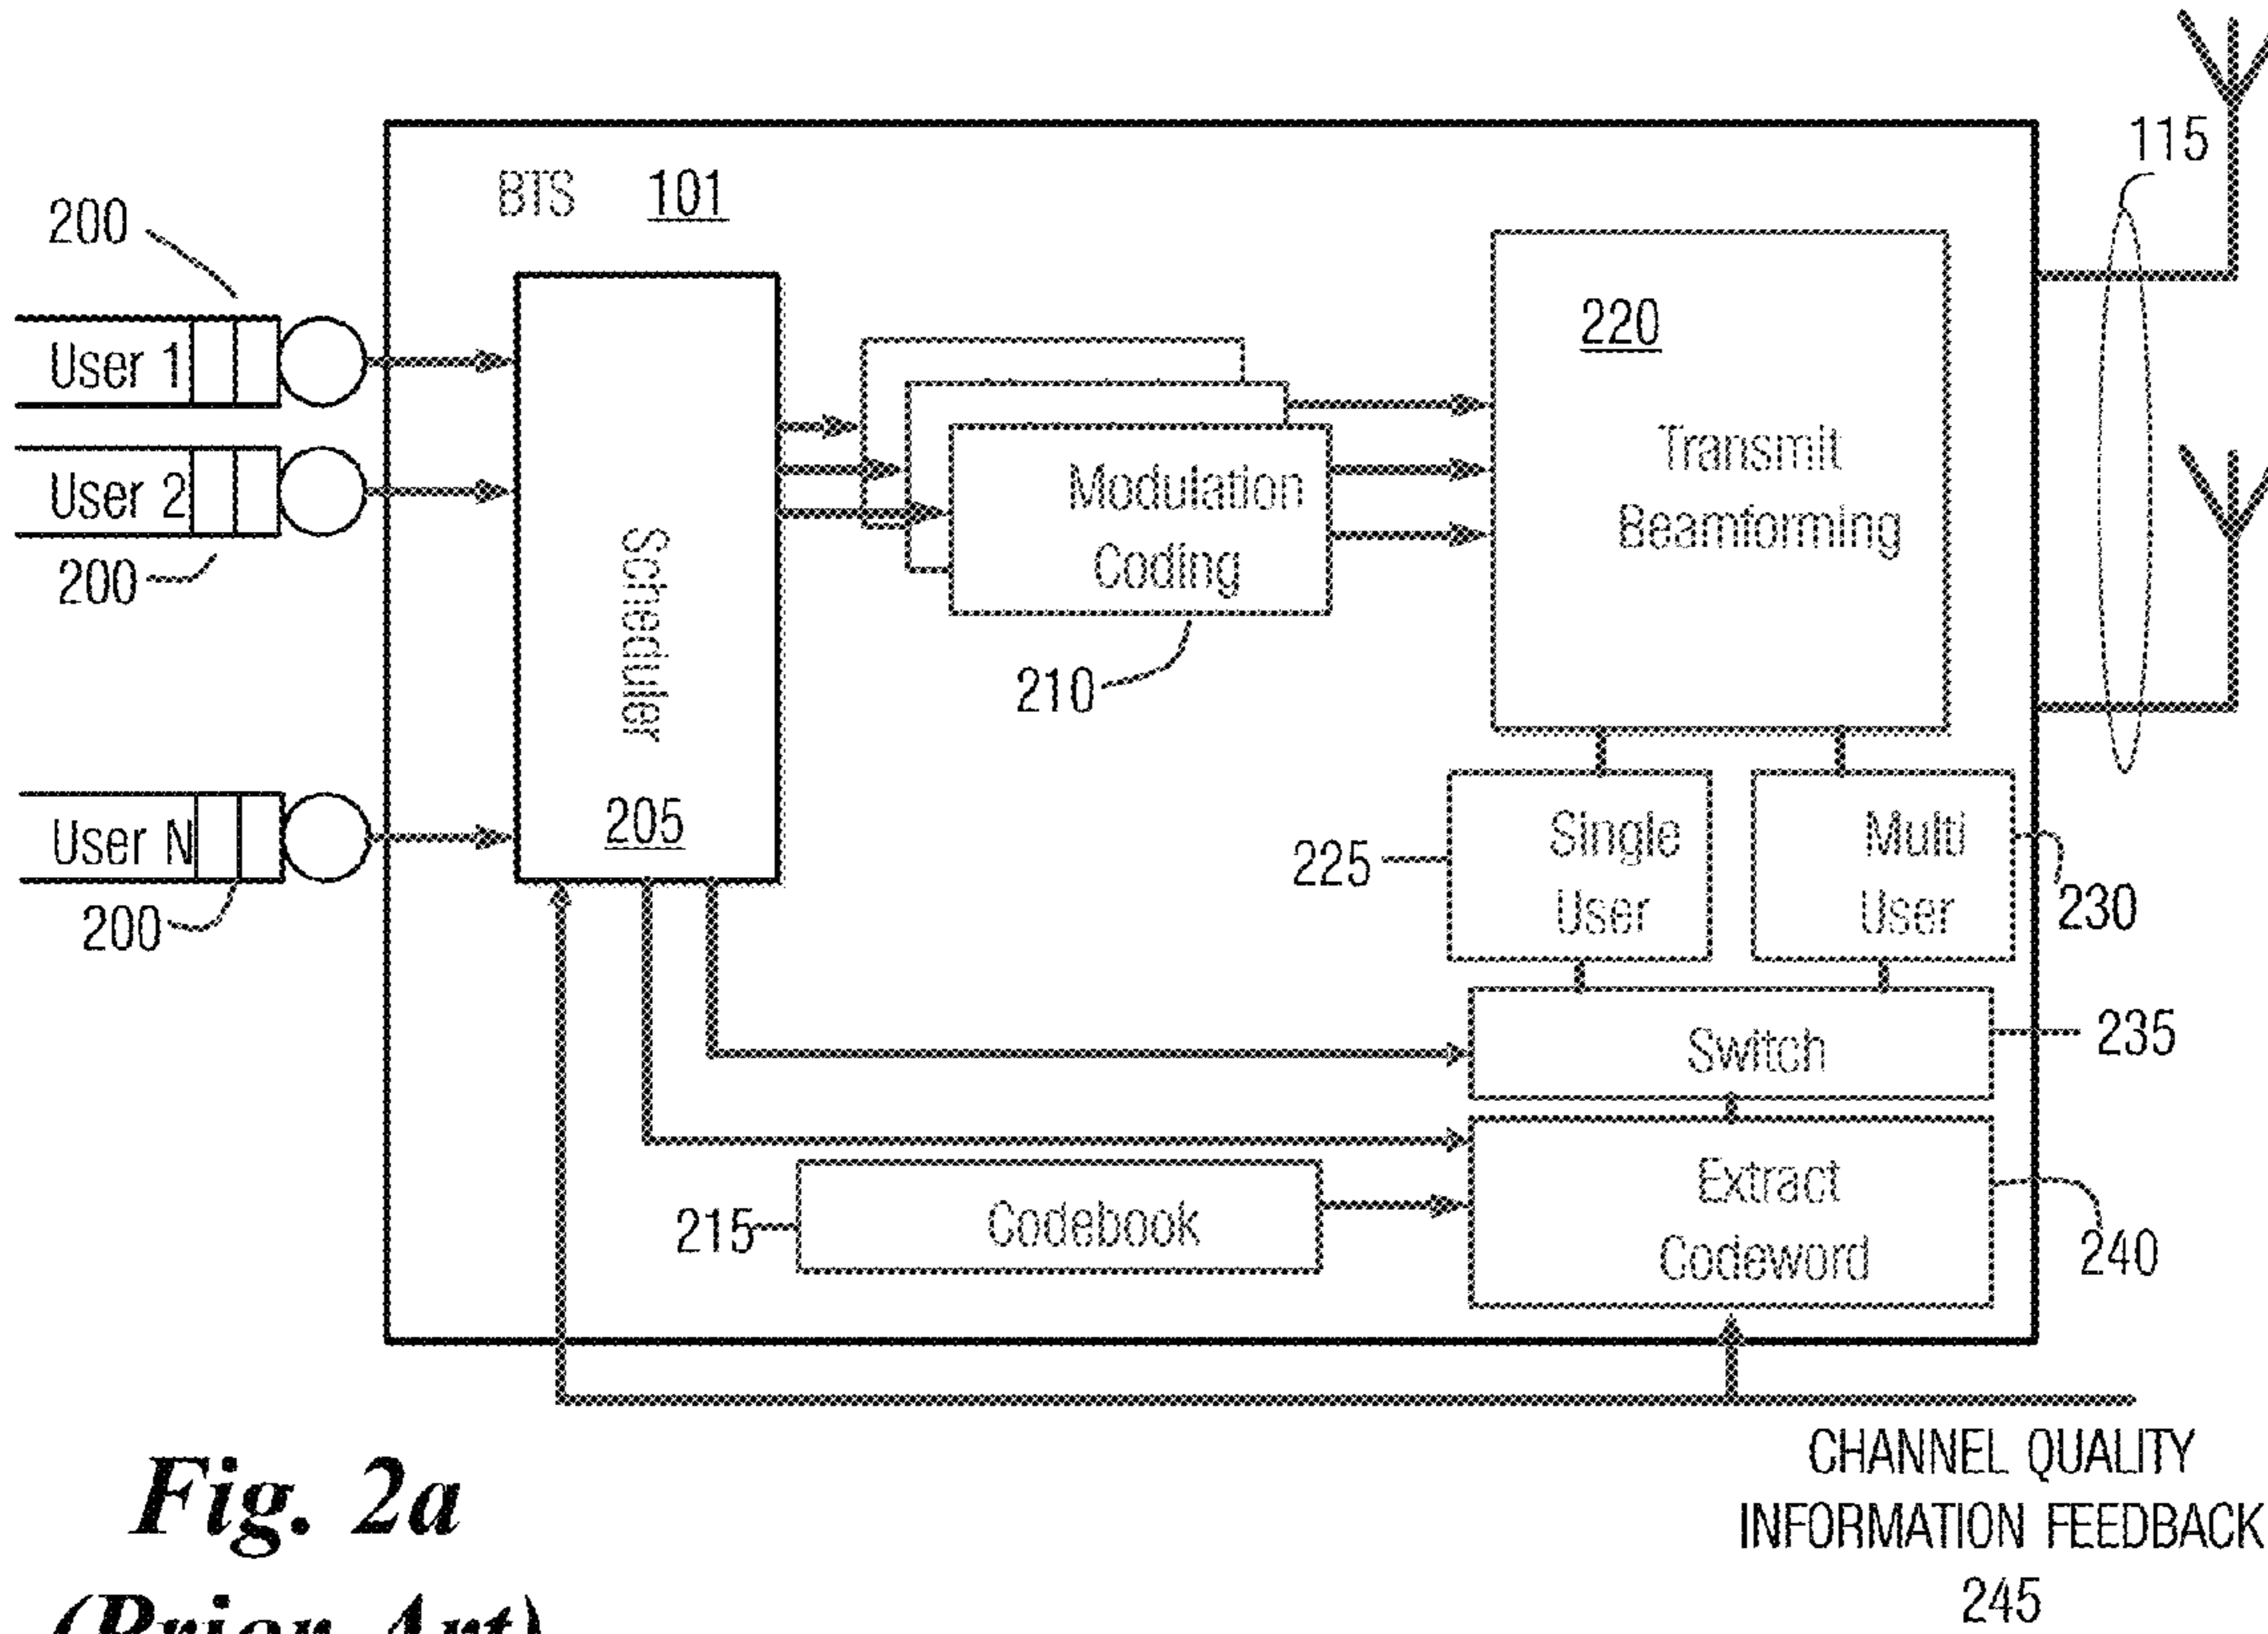 115
BTS 101
200
User 1
User 2
200
User N
200
Scheduler
205
Modulation
Coding
210
220
Transmit
Beamforming
225
Single
User
Multi
User
230
Switch
235
215
Codebook
Extract
Codeword
240
CHANNEL QUALITY
INFORMATION FEEDBACK
245
Fig. 2a
(Prior Art)